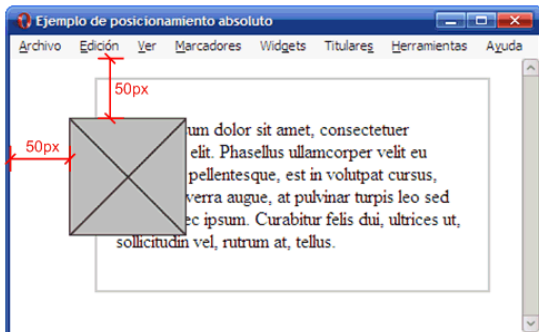 Ejemplo de posicionamiento absoluto
Archivo Edición Ver Marcadores Widgets Titulares Herramientas Ayuda
50px
50px
um dolor sit amet, consectetuer
elit. Phasellus ullamcorper velit eu
pellentesque, est in volutpat cursus,
verra augue, at pulvinar turpis leo sed
ec ipsum. Curabitur felis dui, ultrices ut,
sollicitudin vel, rutrum at, tellus.